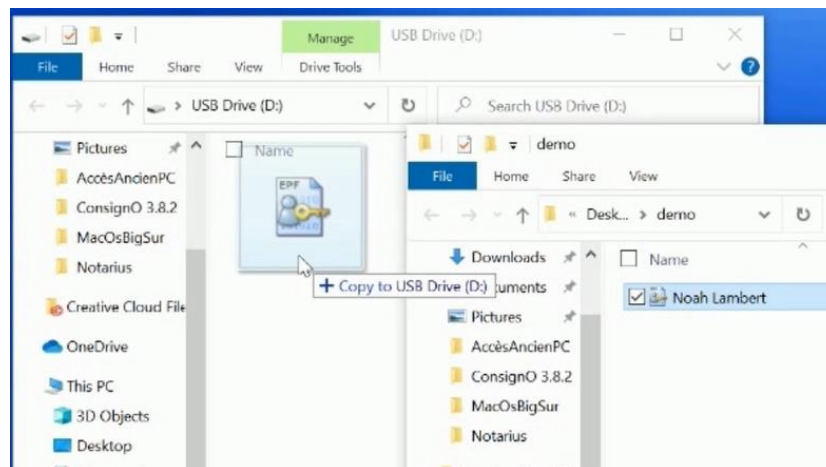 Manage
USB Drive (D:)
File
Home
Share
View
Drive Tools
USB Drive (D:)
Search USB Drive (D:)
Pictures
AccèsAncienPC
ConsignO 3.8.2
MacOsBigSur
Notarius
Creative Cloud File
OneDrive
This PC
3D Objects
Desktop
Name
EPF
Copy to USB Drive (D:)
demo
File
Home
Share
View
Desk...
demo
Downloads
uments
Pictures
AccèsAncienPC
ConsignO 3.8.2
MacOsBigSur
Notarius
Name
Noah Lambert